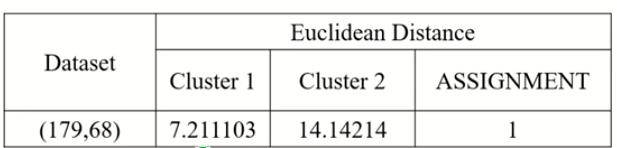 Euclidean Distance
Dataset
Cluster 1 Cluster 2 ASSIGNMENT
(179,68) 7.211103 14.14214 1